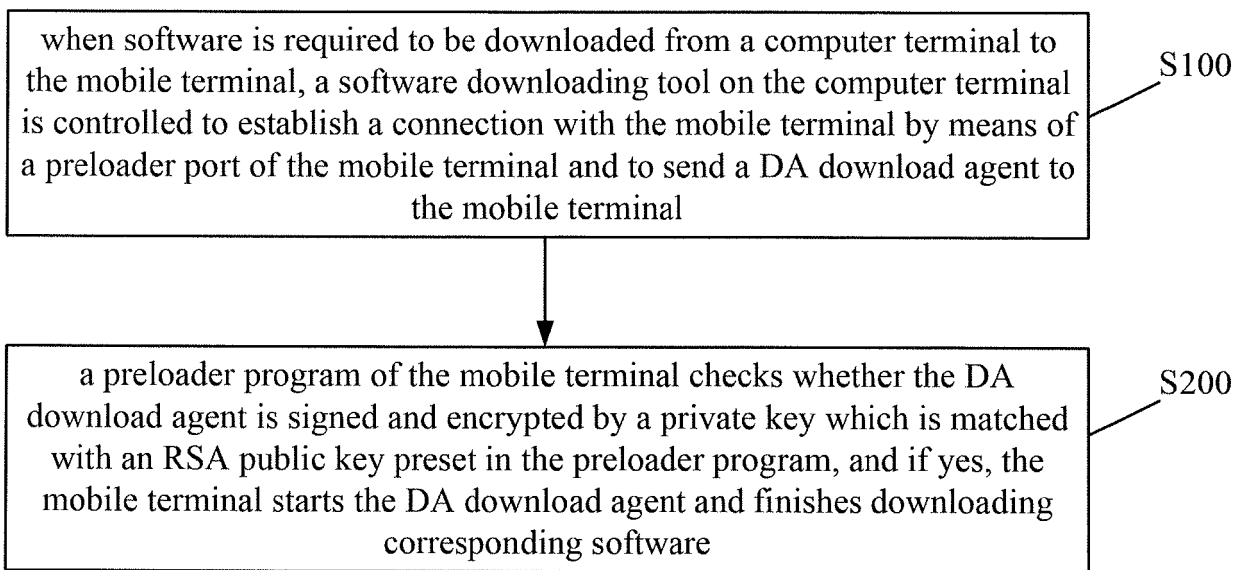 when software is required to be downloaded from a computer terminal to
the mobile terminal, a software downloading tool on the computer terminal
is controlled to establish a connection with the mobile terminal by means of
a preloader port of the mobile terminal and to send a DA download agent to
the mobile terminal
S100
a preloader program of the mobile terminal checks whether the DA
download agent is signed and encrypted by a private key which is matched
with an RSA public key preset in the preloader program, and if yes, the
mobile terminal starts the DA download agent and finishes downloading
corresponding software
S200